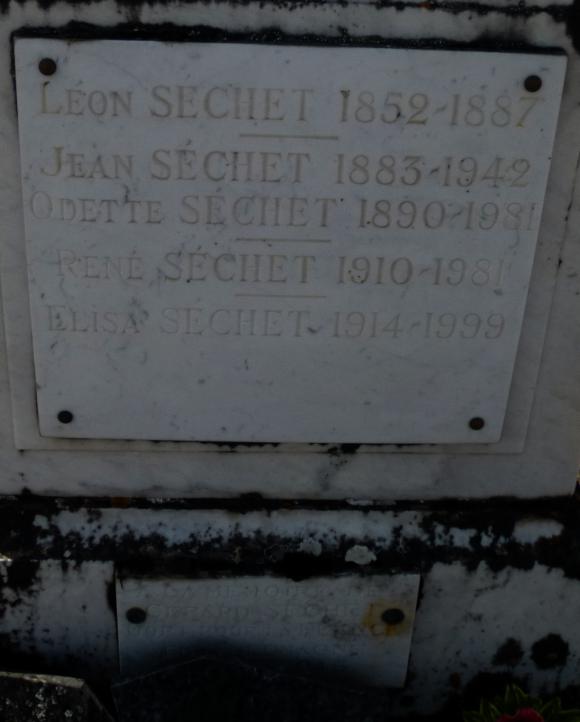 LÉON SÉCHET 1852-1887
JEAN SÉCHET 1883-1942
ODETTE SÉCHET 1890-1981
RENÉ SÉCHET 1910-1981
ELISA SÉCHET 1914-1999
GÉRARD